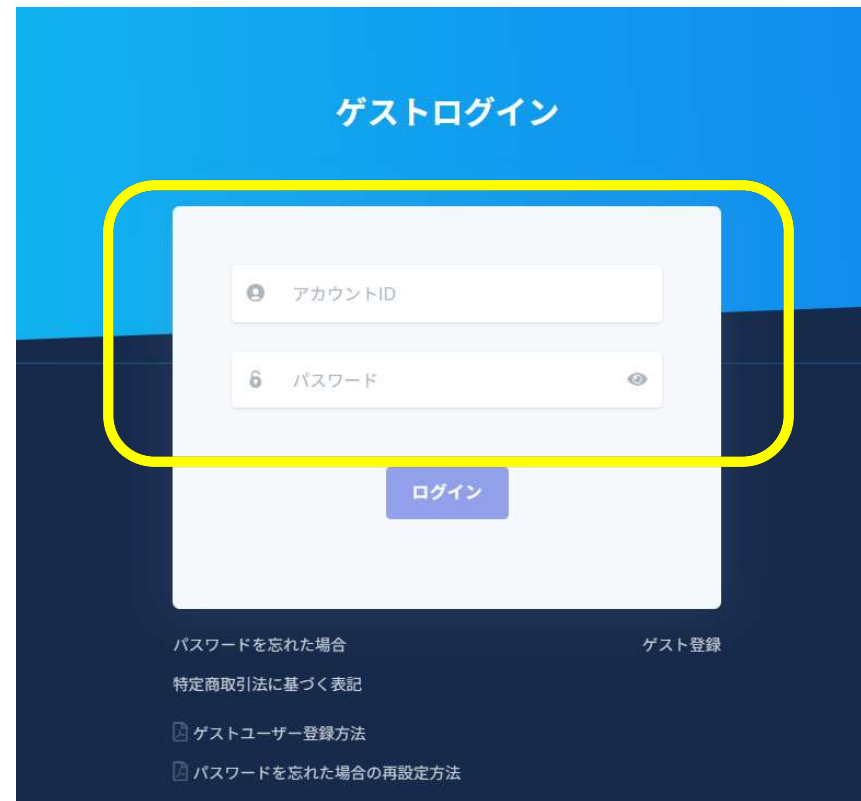 ゲストログイン
アカウントID
パスワード
ログイン
パスワードを忘れた場合
ゲスト登録
特定商取引法に基づく表記
ゲストユーザー登録方法
パスワードを忘れた場合の再設定方法